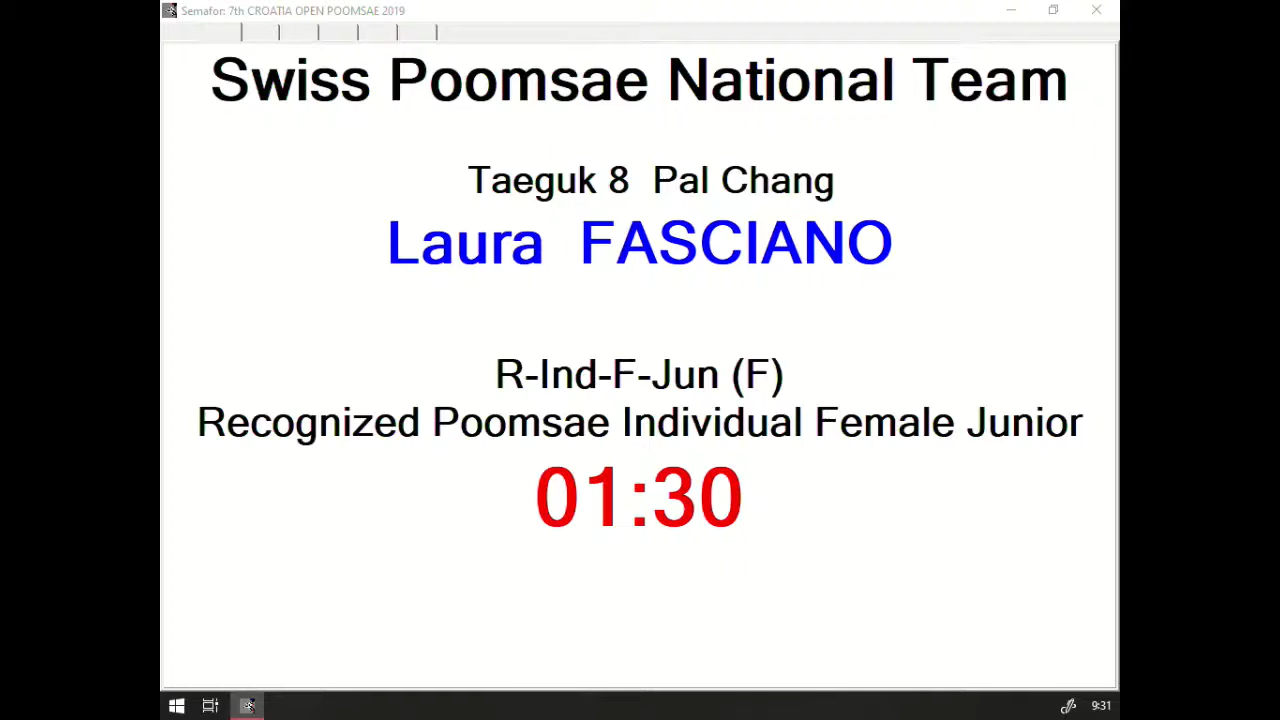 Semafor: 7th CROATIA OPEN POOMSAE 2019
Swiss Poomsae National Team
Taeguk 8 Pal Chang
Laura FASCIANO
R-Ind-F-Jun (F)
Recognized Poomsae Individual Female Junior
01:30
9:31